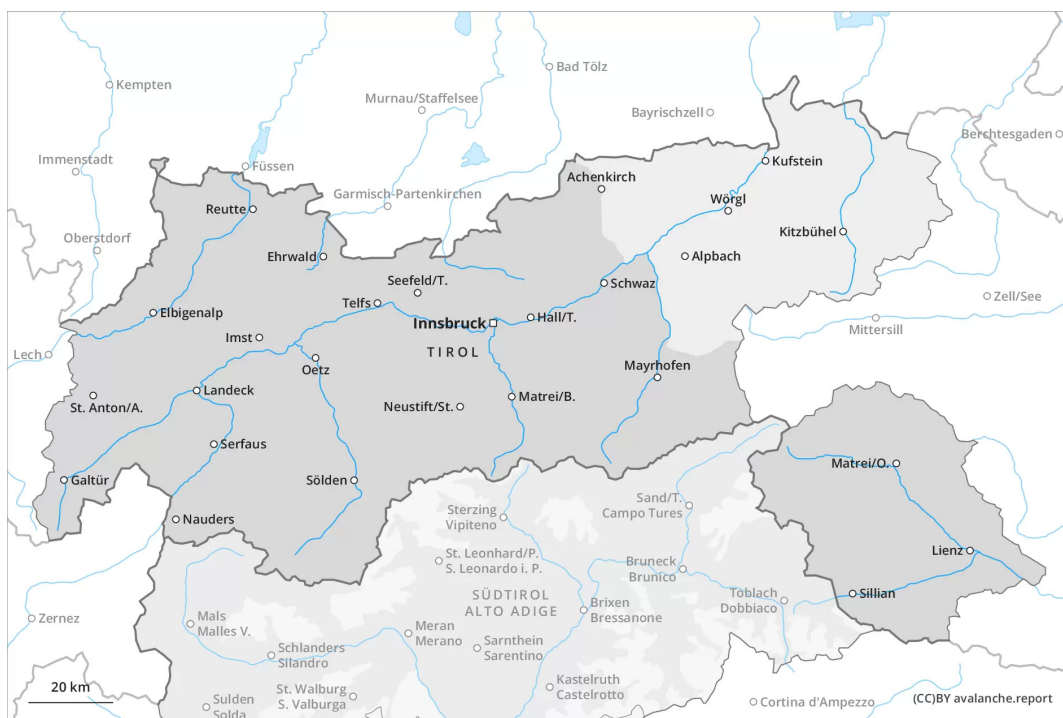 Kempten
Bad Tölz
Murnau/Staffelsee
Bayrischzell
Berchtesgaden
Immenstadt
Füssen
Kufstein
Achenkirch
Garmisch-Partenkirchen
Reutte
Wörgl
Oberstdorf
Kitzbühel
Ehrwald
Alpbach
Seefeld/T.
Schwaz
Zell/See
Telfs
Elbigenalp
Hall/T.
Innsbruck
Mittersill
Imst
TIROL
Lech
Oetz
Mayrhofen
Landeck
St. Anton/A.
Neustift/St.
Matrei/B.
Serfaus
Matrei/O.
Galtür
Sölden
Sand/T.
Campo Tures
Sterzing
Vipiteno
Nauders
Lienz
St. Leonhard/P.
S. Leonardo i. P.
Bruneck
Brunico
SÜDTIROL
ALTO ADIGE
Toblach
Dobbiaco
Sillian
Brixen
Bressanone
Zernez
Mals
Malles V.
Meran
Merano
Sarnthein
Sarentino
Schlanders
Silandro
20 km
St. Walburg
S. Valburga
Kastelruth
Castelrotto
Sulden
Solda
Cortina d'Ampezzo
(CC)BY avalanche.report